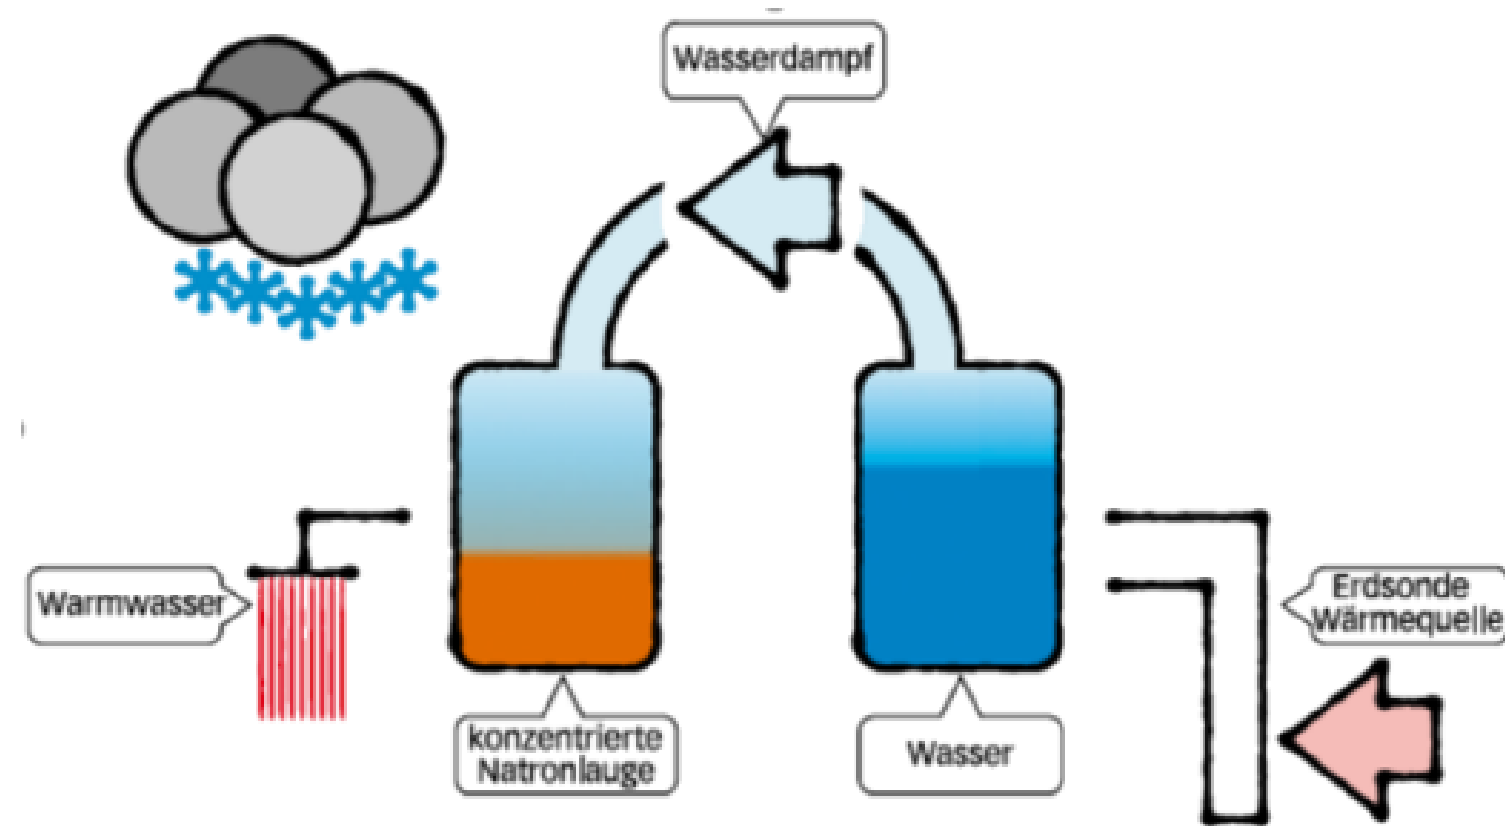 Wasserdampf
Warmwasser
Erdsonde
Wärmequelle
konzentrierte
Natronlauge
Wasser